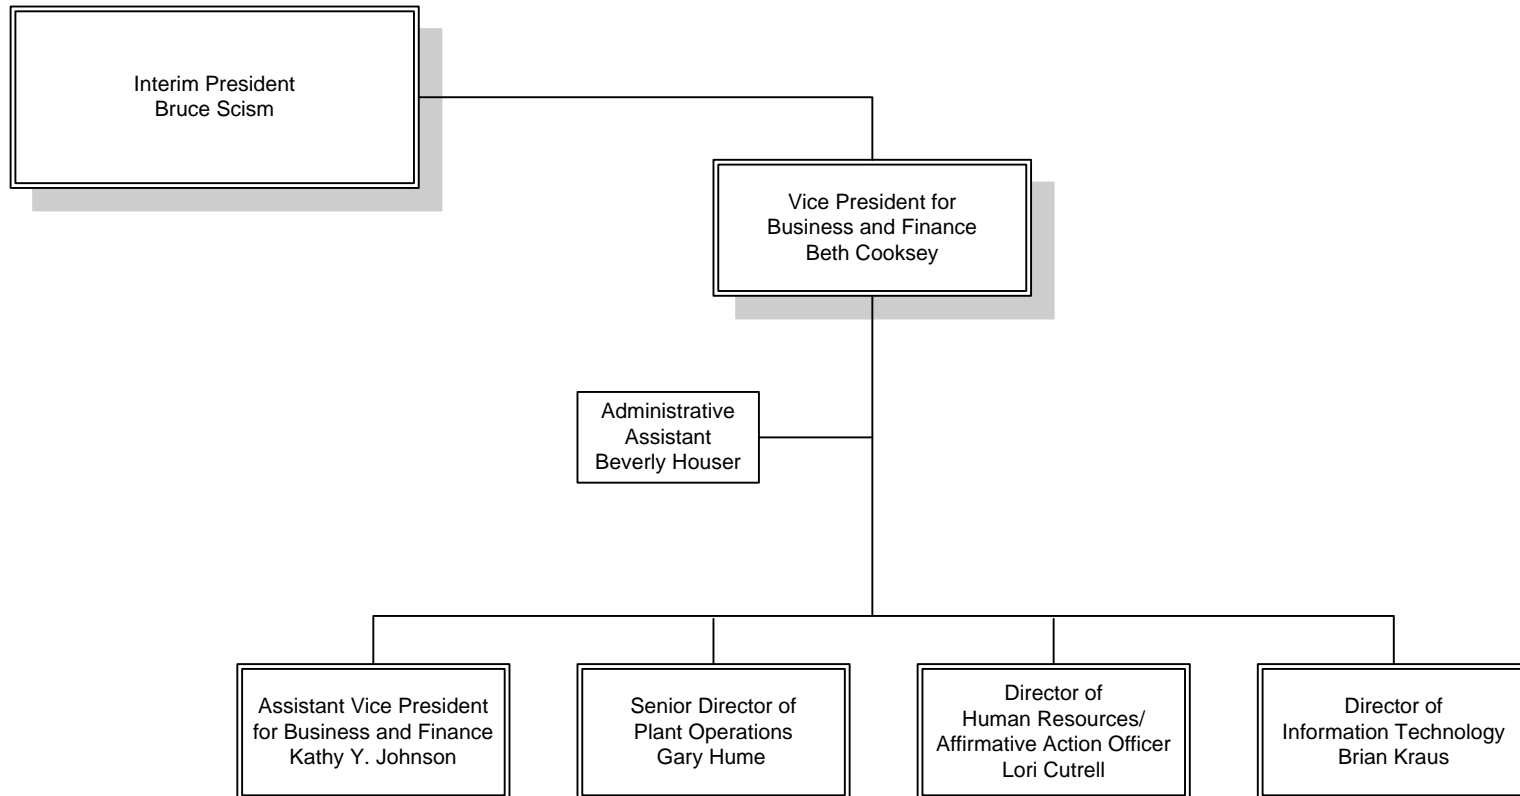 Interim President
Bruce Scism
Vice President for
Business and Finance
Beth Cooksey
Administrative
Assistant
Beverly Houser
Assistant Vice President
for Business and Finance
Kathy Y. Johnson
Senior Director of
Plant Operations
Gary Hume
Director of
Human Resources/
Affirmative Action Officer
Lori Cutrell
Director of
Information Technology
Brian Kraus